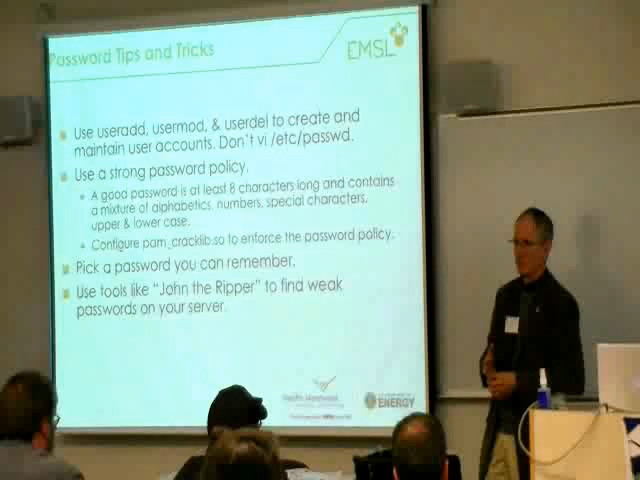 Password Tips and Tricks
EMSL
Use useradd, usermod, & userdel to create and
maintain user accounts. Don't vi /etc/passwd.
Use a strong password policy.
A good password is at least 8 characters long and contains
a mixture of alphabetics, numbers, special characters,
upper & lower case.
Configure pam_cracklib.so to enforce the password policy.
Pick a password you can remember.
Use tools like "John the Ripper" to find weak
passwords on your server.
Pacific Northwest
ENERGY